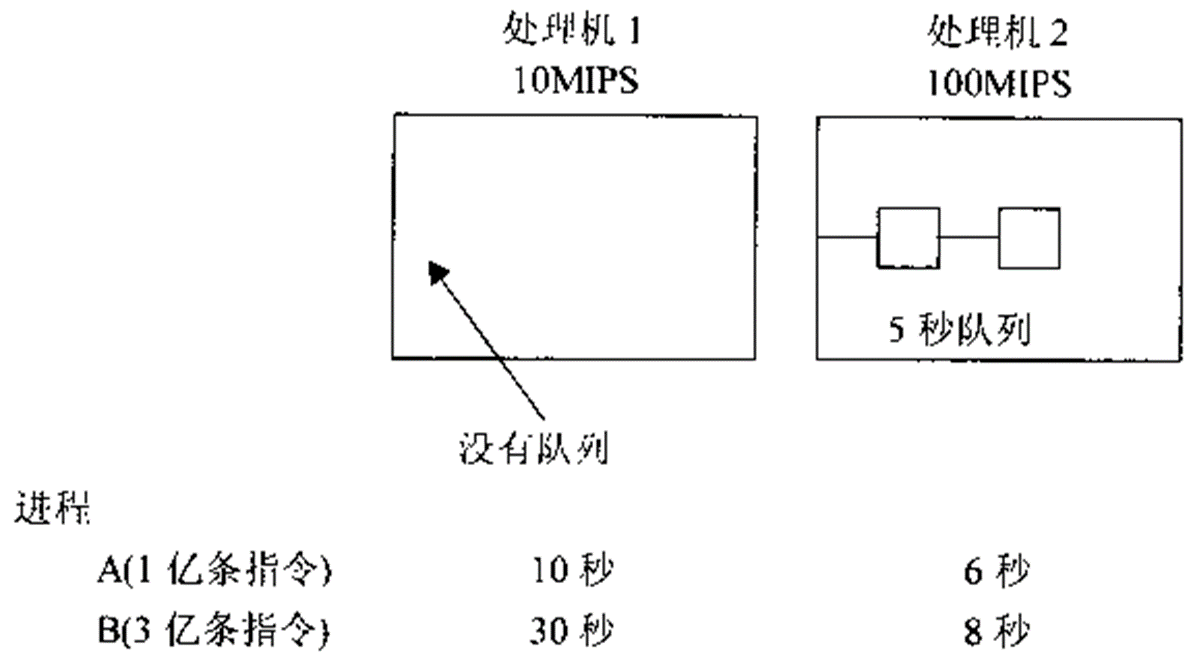 处理机 1 处理机 2
10MIPS 100MIPS
5 秒队列
没有队列
进程
A(1 亿条指令) 10 秒 6 秒
B(3 亿条指令) 30 秒 8 秒